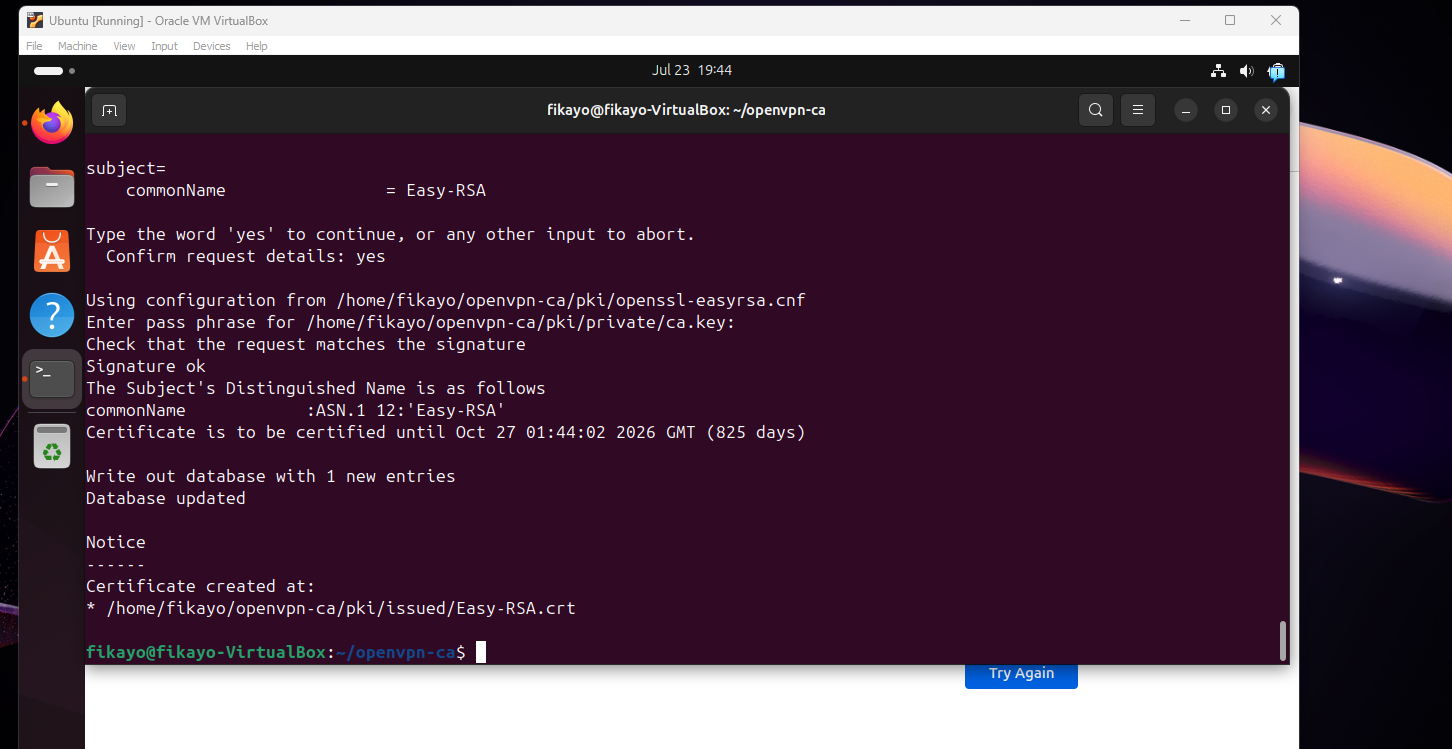 Ubuntu [Running] - Oracle VM VirtualBox
File Machine View Input Devices Help
Jul 23 19:44
fikayo@fikayo-VirtualBox: ~/openvpn-ca
subject=
commonName = Easy-RSA
Type the word 'yes' to continue, or any other input to abort.
Confirm request details: yes
Using configuration from /home/fikayo/openvpn-ca/pki/openssl-easyrsa.cnf
Enter pass phrase for /home/fikayo/openvpn-ca/pki/private/ca.key:
Check that the request matches the signature
Signature ok
The Subject's Distinguished Name is as follows
commonName :ASN.1 12:'Easy-RSA'
Certificate is to be certified until Oct 27 01:44:02 2026 GMT (825 days)
Write out database with 1 new entries
Database updated
Notice
------
Certificate created at:
* /home/fikayo/openvpn-ca/pki/issued/Easy-RSA.crt
fikayo@fikayo-VirtualBox:~/openvpn-ca$
Try Again